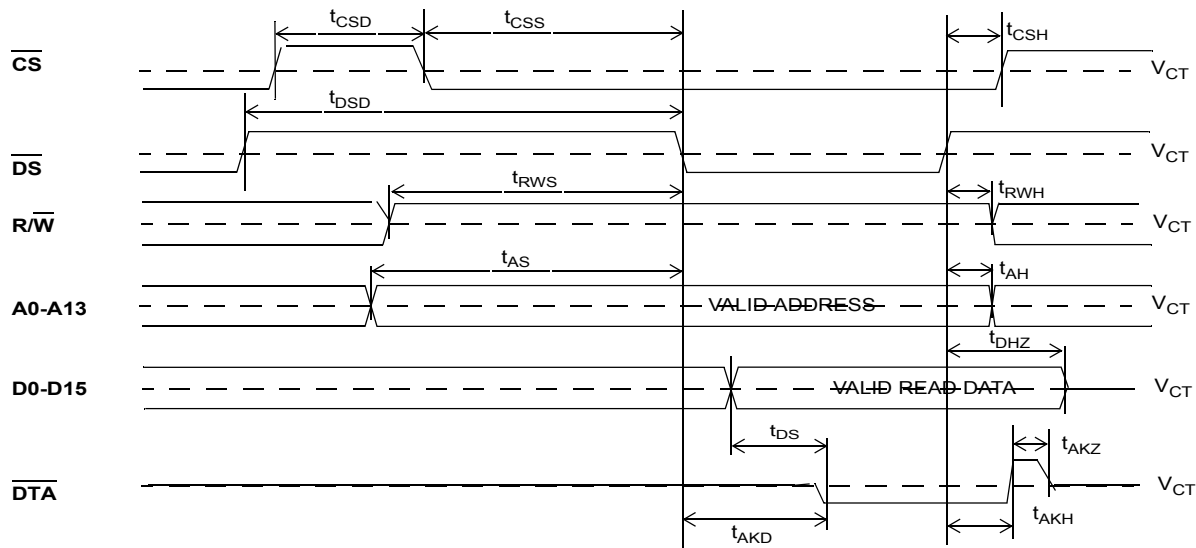 tCSD
tCSS
tCSH
CS
VCT
tDSD
DS
VCT
tRWS
tRWH
R/W
VCT
tAS
tAH
A0-A13
VALID ADDRESS
VCT
tDHZ
D0-D15
VALID READ DATA
VCT
tDS
tAKZ
DTA
VCT
tAKD
tAKH